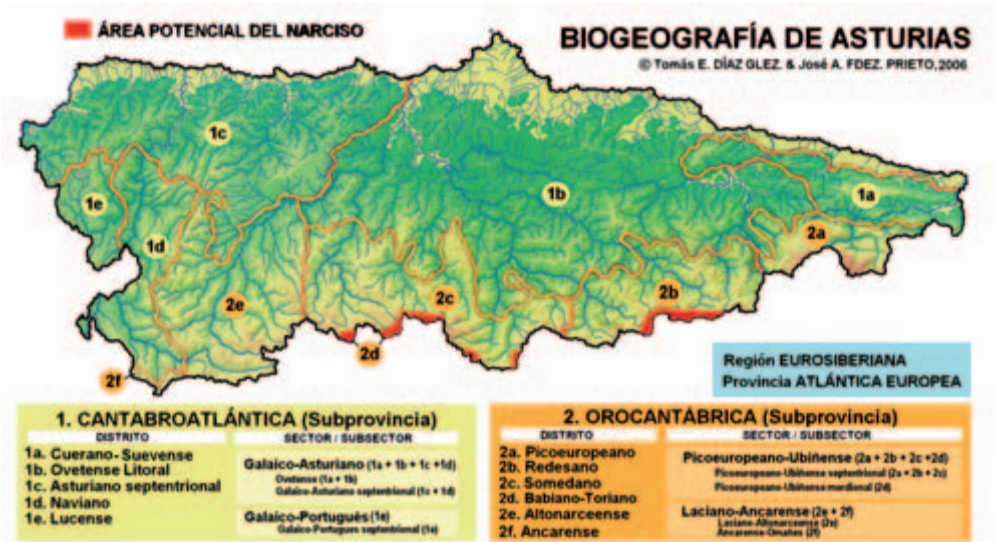 ÁREA POTENCIAL DEL NARCISO
BIOGEOGRAFÍA DE ASTURIAS
© Tomás E. DÍAZ GLEZ. & José A. FDEZ. PRIETO, 2006
1c
1e
1b
1a
1d
2a
2e
2c
2b
2d
2f
Región EUROSIBERIANA
Provincia ATLÁNTICA EUROPEA
1. CANTABROATLÁNTICA (Subprovincia)
DISTRITO
SECTOR / SUBSECTOR
1a. Cuerano-Suevense
1b. Ovetense Litoral
1c. Asturiano septentrional
1d. Naviano
1e. Lucense
Galaico-Asturiano (1a + 1b + 1c +1d)
Ovetense (1a + 1b)
Galaico-Asturiano septentrional (1c + 1d)
Galaico-Portugués (1e)
Galaico-Portugues septentrional (1e)
2. OROCANTÁBRICA (Subprovincia)
DISTRITO
SECTOR / SUBSECTOR
2a. Picoeuropeano
2b. Redesano
2c. Somedano
2d. Babiano-Toriano
2e. Altonarceense
2f. Ancarense
Picoeuropeano-Ubiñense (2a + 2b + 2c +2d)
Picoeuropeano-Ubiñense septentrional (2a + 2b + 2c)
Picoeuropeano-Ubiñense meridional (2d)
Laciano-Ancarense (2e + 2f)
Laciano-Altonarceense (2e)
Ancarense-Omañes (2f)